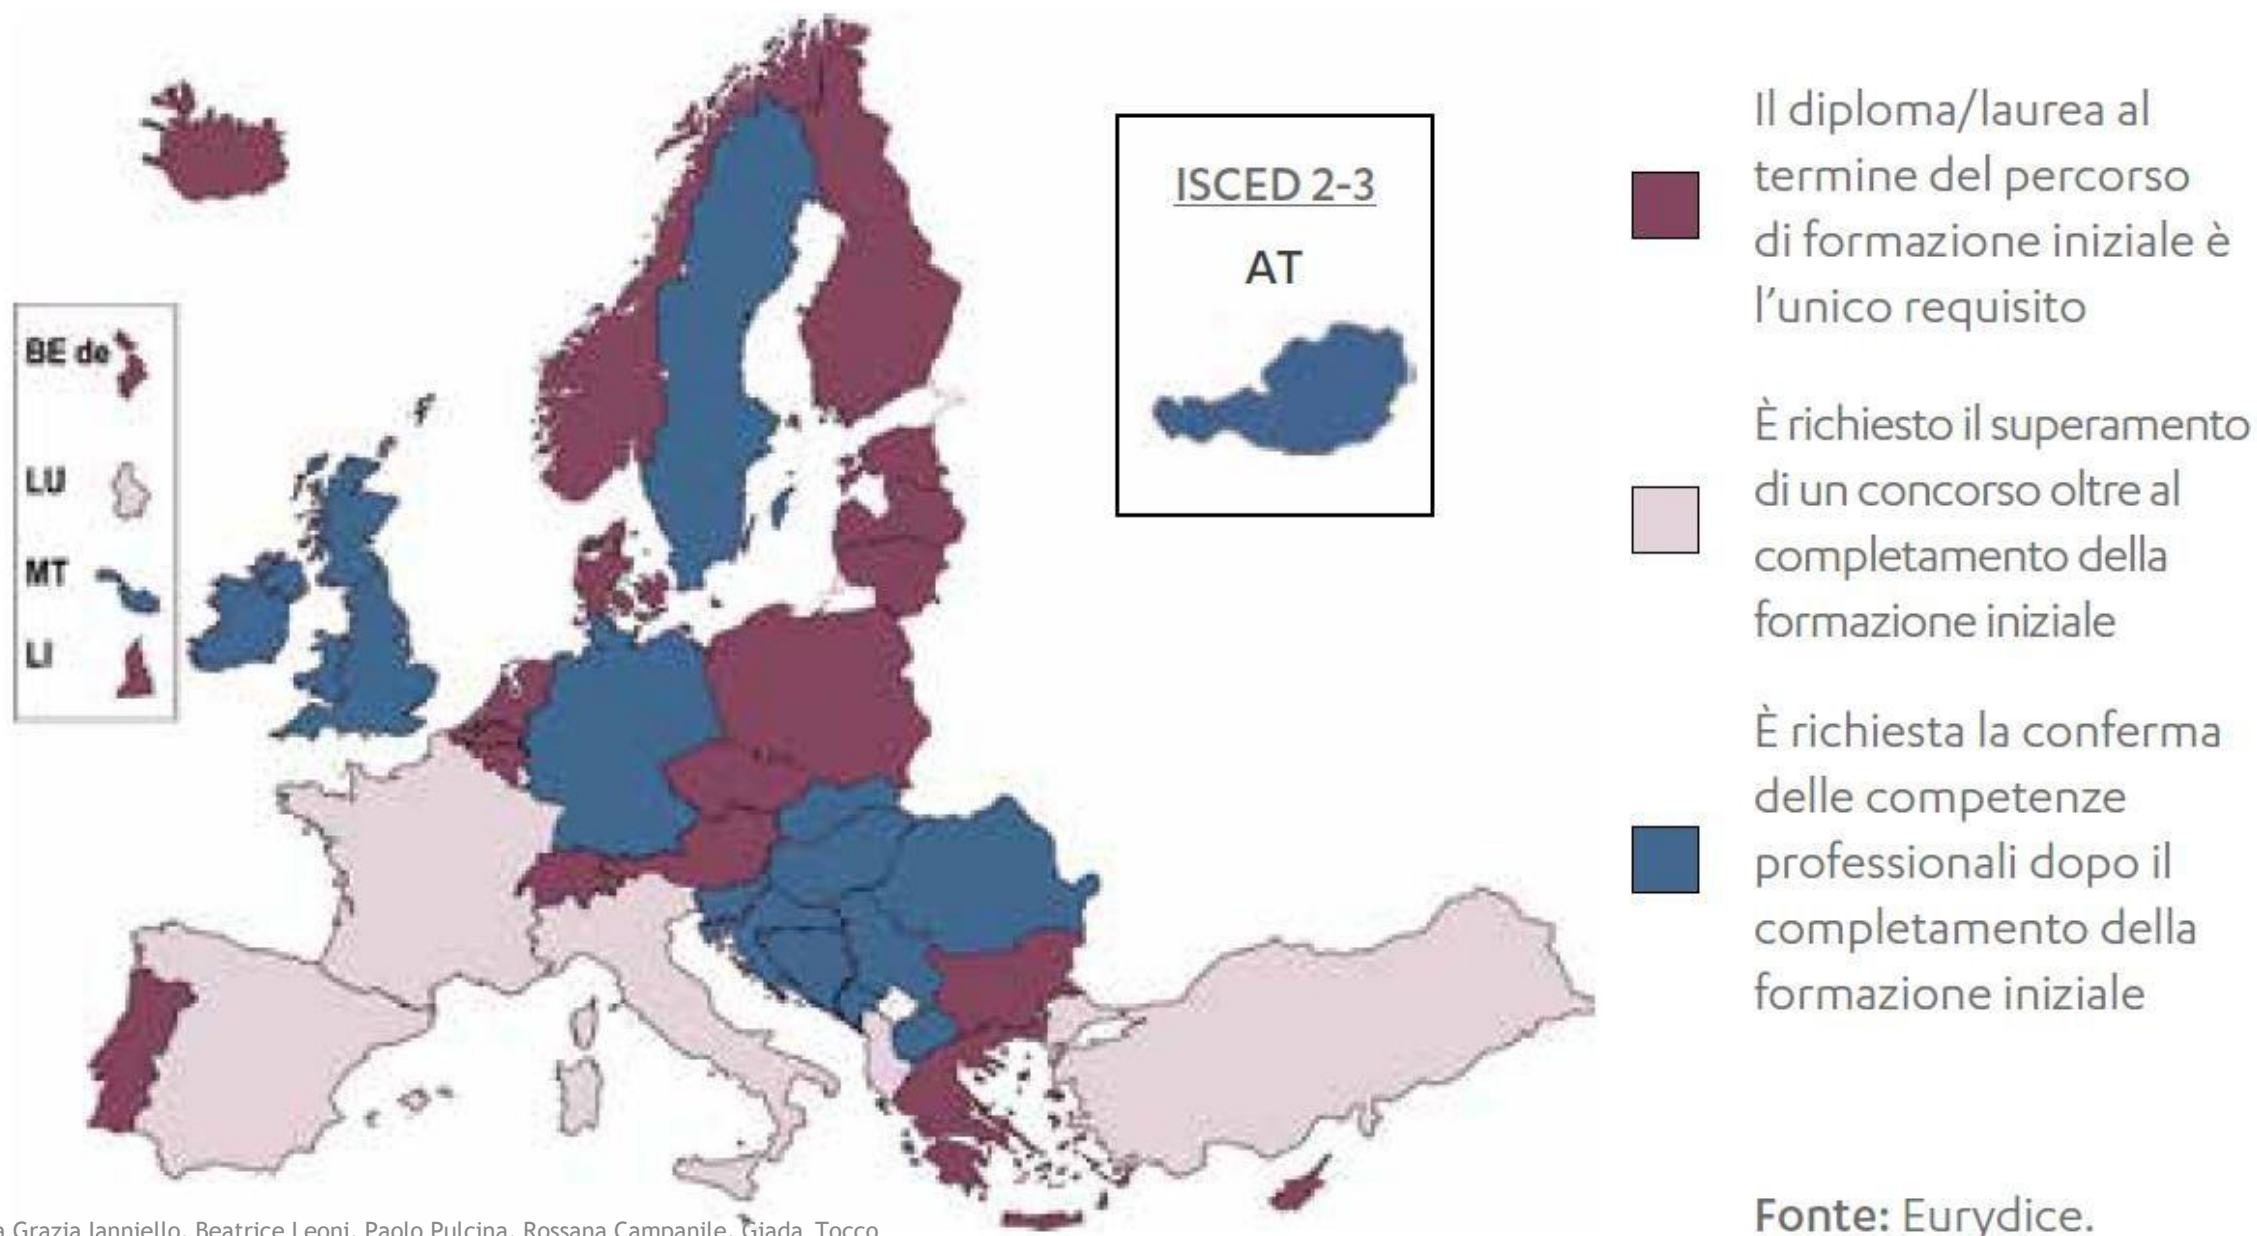 BE de
LU
MT
LI
ISCED 2-3
AT
Il diploma/laurea al
termine del percorso
di formazione iniziale è
l’unico requisito
È richiesto il superamento
di un concorso oltre al
completamento della
formazione iniziale
È richiesta la conferma
delle competenze
professionali dopo il
completamento della
formazione iniziale
Fonte: Eurydice.
a Grazia Ianniello, Beatrice Leoni, Paolo Pulcina, Rossana Campanile, Giada Tocco